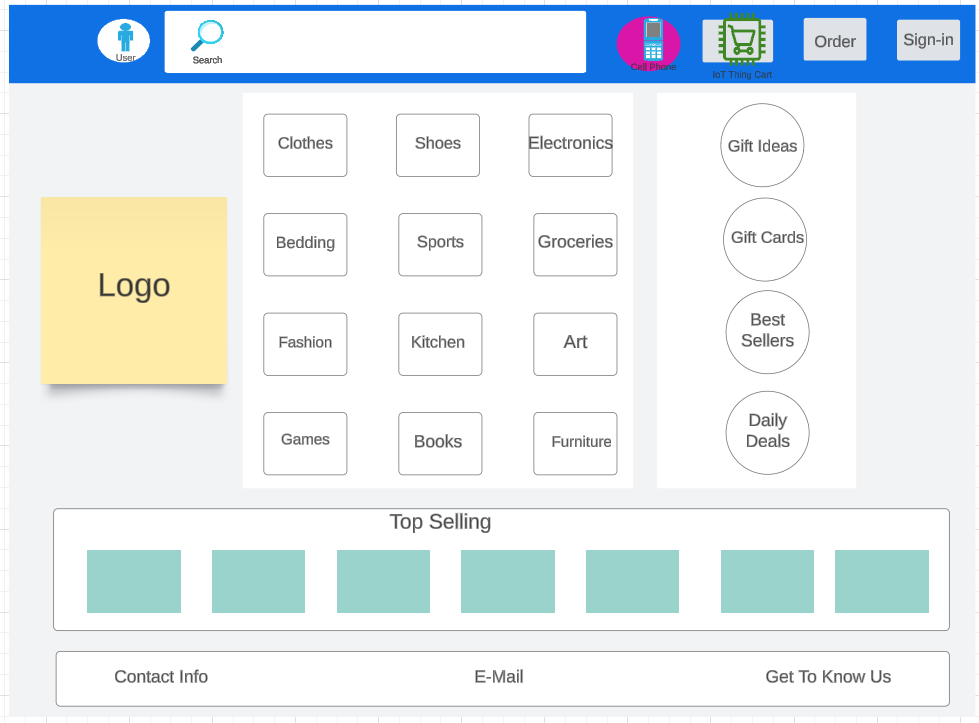 User
Search
Cell Phone
IoT Thing Cart
Order
Sign-in
Clothes
Shoes
Electronics
Gift Ideas
Bedding
Sports
Groceries
Gift Cards
Logo
Fashion
Kitchen
Art
Best
Sellers
Games
Books
Furniture
Daily
Deals
Top Selling
Contact Info
E-Mail
Get To Know Us